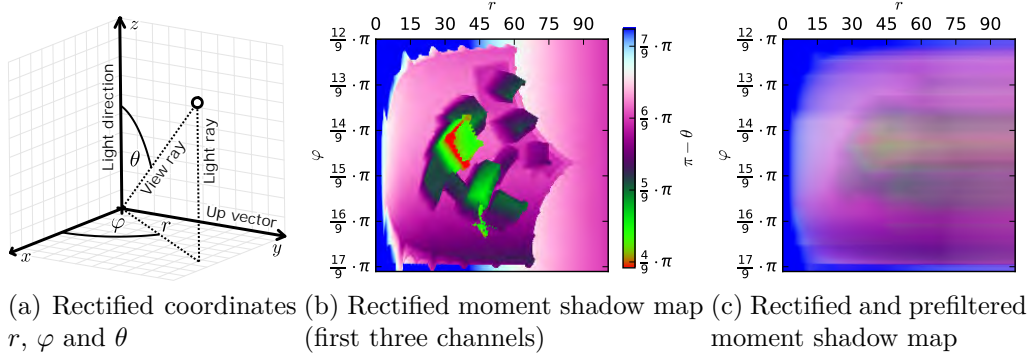 z
Light direction
θ
View ray
Light ray
Up vector
φ
r
x
y
r
0 15 30 45 60 75 90
φ
12/9 · π
13/9 · π
14/9 · π
15/9 · π
16/9 · π
17/9 · π
7/9 · π
6/9 · π
5/9 · π
4/9 · π
π − θ
r
0 15 30 45 60 75 90
φ
12/9 · π
13/9 · π
14/9 · π
15/9 · π
16/9 · π
17/9 · π
(a) Rectified coordinates
r, φ and θ
(b) Rectified moment shadow map
(first three channels)
(c) Rectified and prefiltered
moment shadow map